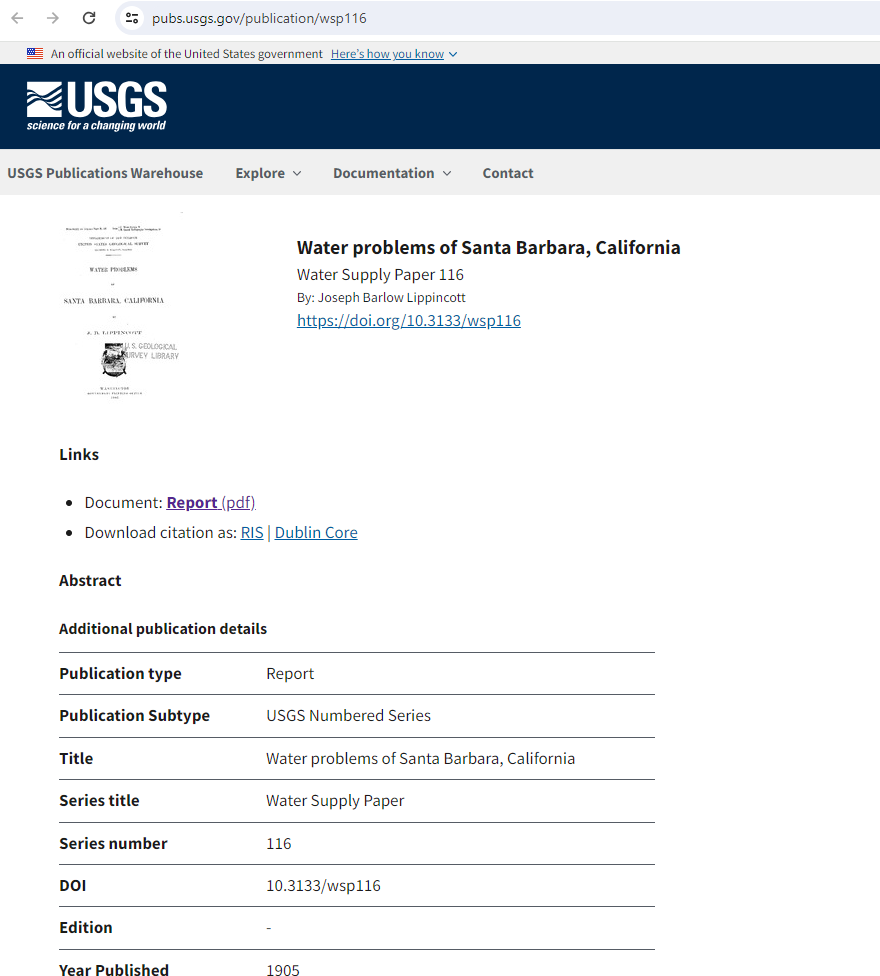 pubs.usgs.gov/publication/wsp116
An official website of the United States government Here's how you know
USGS
science for a changing world
USGS Publications Warehouse Explore Documentation Contact
WATER PROBLEMS
SANTA BARBARA, CALIFORNIA
U.S. GEOLOGICAL
SURVEY LIBRARY
Water problems of Santa Barbara, California
Water Supply Paper 116
By: Joseph Barlow Lippincott
https://doi.org/10.3133/wsp116
Links
Document: Report (pdf)
Download citation as: RIS | Dublin Core
Abstract
Additional publication details
Publication type Report
Publication Subtype USGS Numbered Series
Title Water problems of Santa Barbara, California
Series title Water Supply Paper
Series number 116
DOI 10.3133/wsp116
Edition -
Year Published 1905